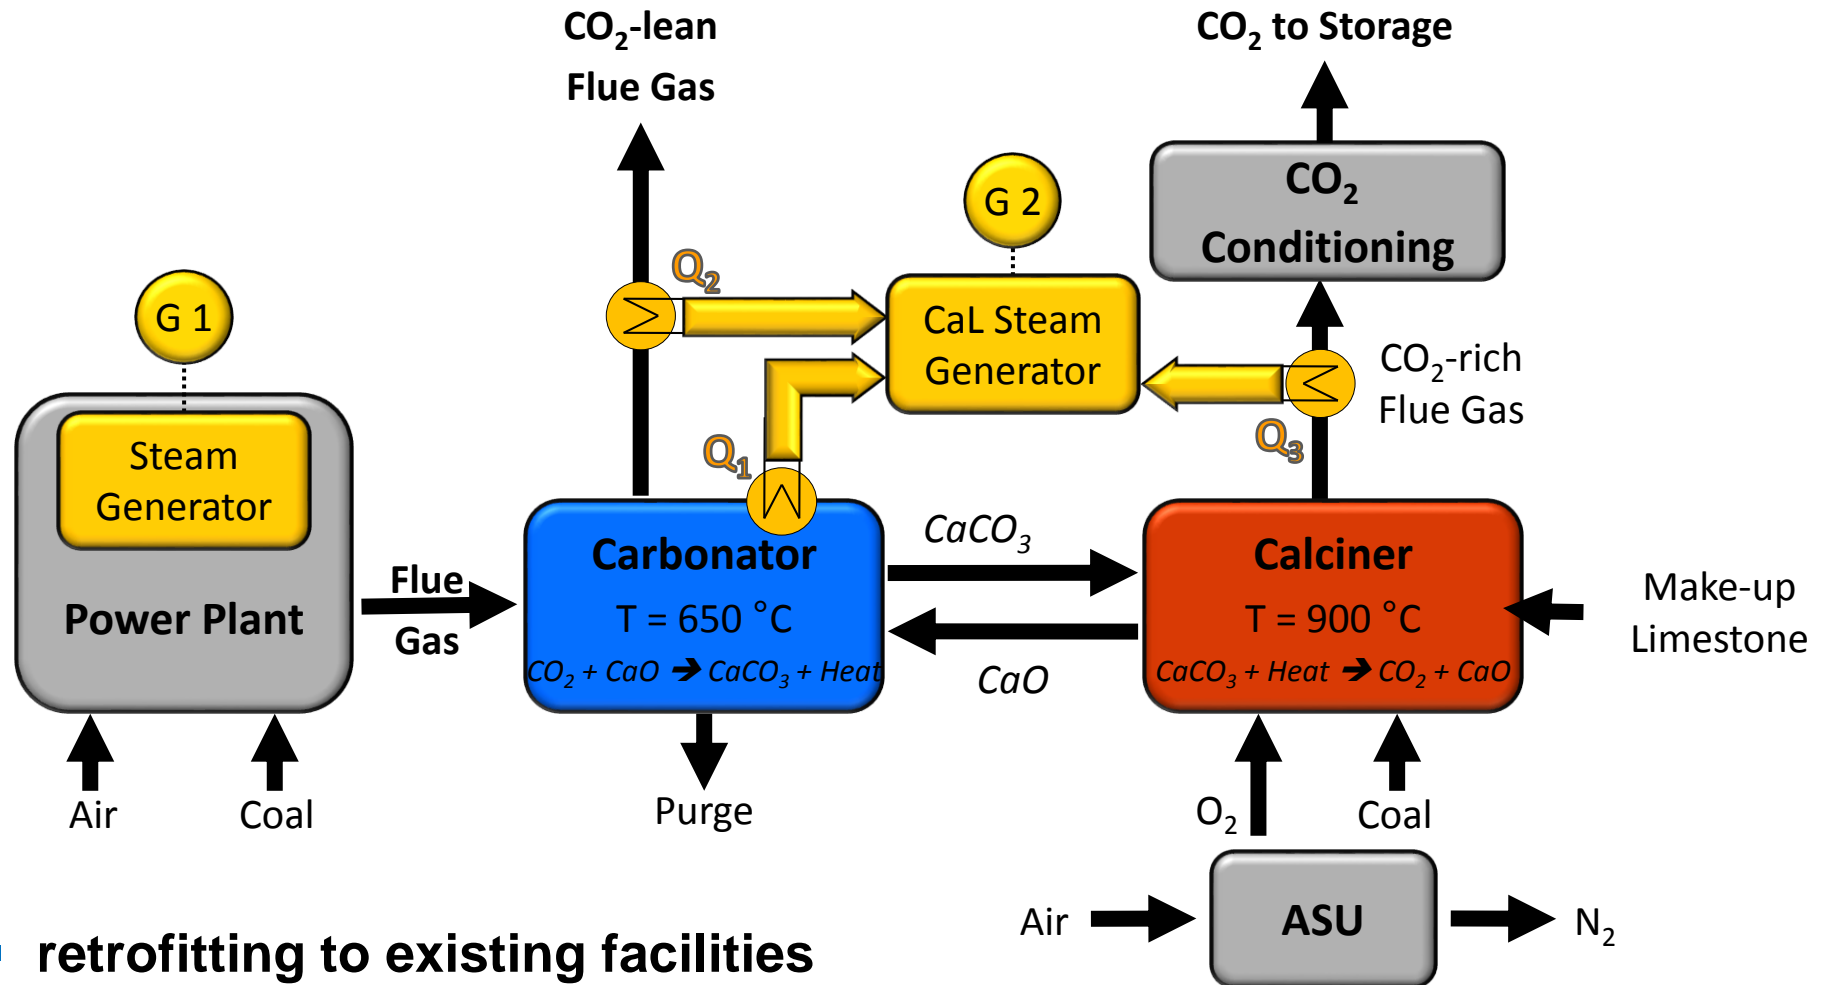 CO₂-lean
Flue Gas
CO₂ to Storage
CO₂
Conditioning
G 2
Q₂
G 1
CaL Steam
Generator
CO₂-rich
Flue Gas
Q₃
Q₁
Steam
Generator
Power Plant
Flue
Gas
Carbonator
T = 650 °C
CO₂ + CaO ➔ CaCO₃ + Heat
CaCO₃
CaO
Calciner
T = 900 °C
CaCO₃ + Heat ➔ CO₂ + CaO
Make-up
Limestone
Air
Coal
Purge
O₂
Coal
Air
ASU
N₂
retrofitting to existing facilities